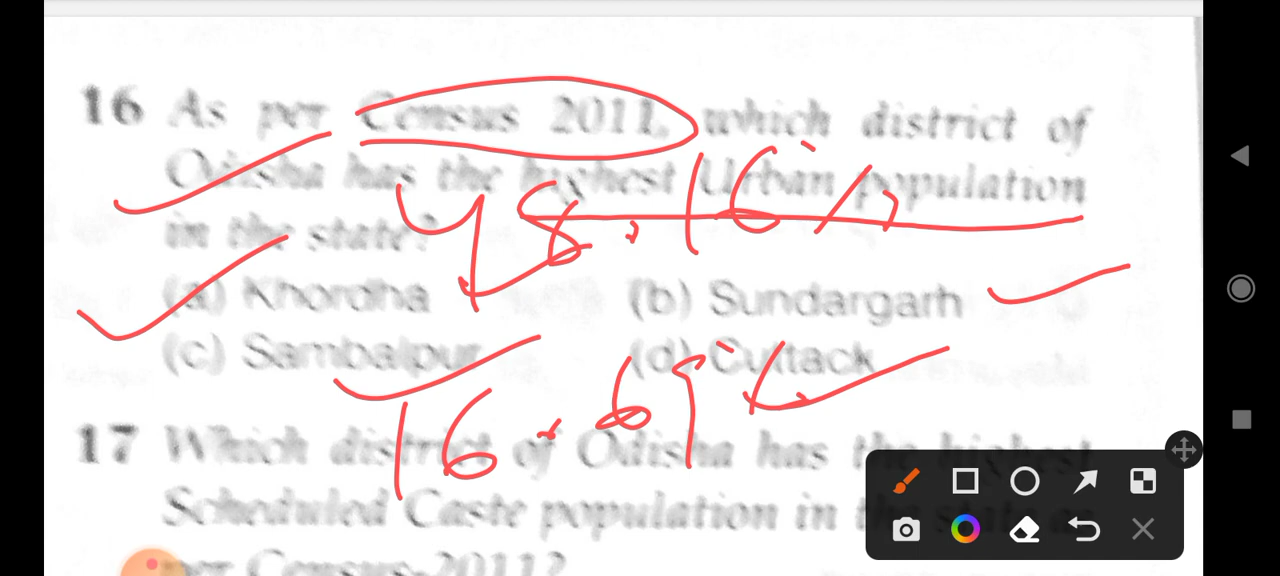 16 As per Census 2011, which district of
Odisha has the highest Urban population
in the state?
48.16%
(a) Khordha (b) Sundargarh
(c) Sambalpur (d) Cuttack
16.69%
17 Which district of Odisha has the highest
Scheduled Caste population in the state as
per Census-2011?